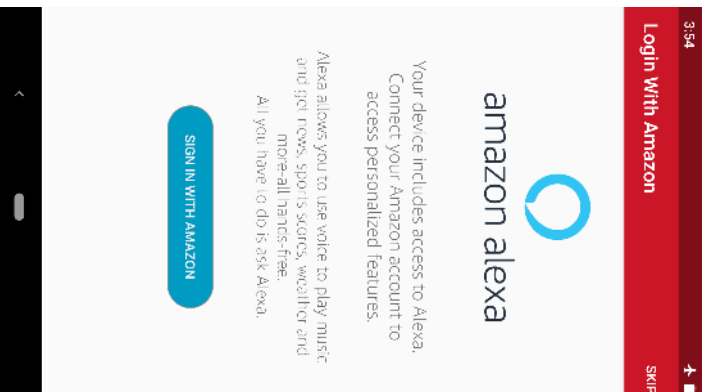 3:54
Login With Amazon
amazon alexa
Your device includes access to Alexa.
Connect your Amazon account to
access personalized features.
Alexa allows you to use voice to play music
and get news, sports scores, weather and
more-all hands-free.
All you have to do is ask Alexa.
SIGN IN WITH AMAZON